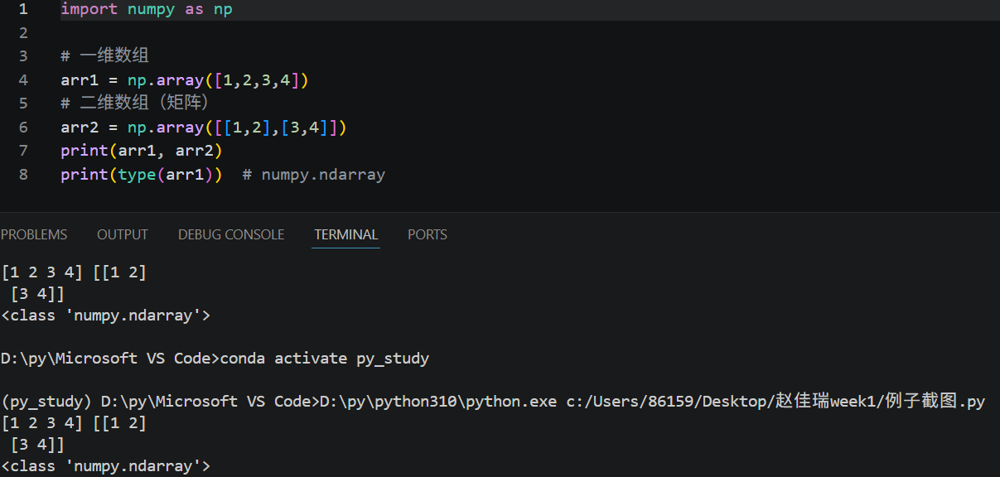 1 import numpy as np
2
3 # 一维数组
4 arr1 = np.array([1,2,3,4])
5 # 二维数组（矩阵）
6 arr2 = np.array([[1,2],[3,4]])
7 print(arr1, arr2)
8 print(type(arr1))  # numpy.ndarray
PROBLEMS OUTPUT DEBUG CONSOLE TERMINAL PORTS
[1 2 3 4] [[1 2]
 [3 4]]
<class 'numpy.ndarray'>
D:\py\Microsoft VS Code>conda activate py_study
(py_study) D:\py\Microsoft VS Code>D:\py\python310\python.exe c:/Users/86159/Desktop/赵佳瑞week1/例子截图.py
[1 2 3 4] [[1 2]
 [3 4]]
<class 'numpy.ndarray'>